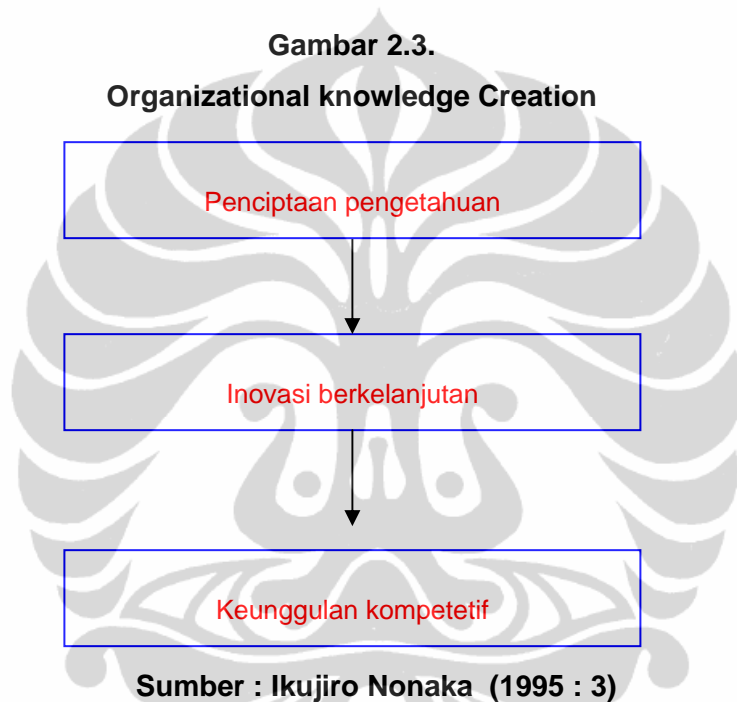 Gambar 2.3.
Organizational knowledge Creation
Penciptaan pengetahuan
Inovasi berkelanjutan
Keunggulan kompetetif
Sumber : Ikujiro Nonaka (1995 : 3)